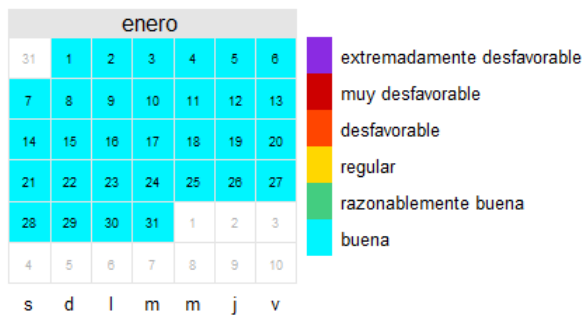 enero
31 1 2 3 4 5 6
7 8 9 10 11 12 13
14 15 16 17 18 19 20
21 22 23 24 25 26 27
28 29 30 31 1 2 3
4 5 6 7 8 9 10
s d l m m j v
extremadamente desfavorable
muy desfavorable
desfavorable
regular
razonablemente buena
buena